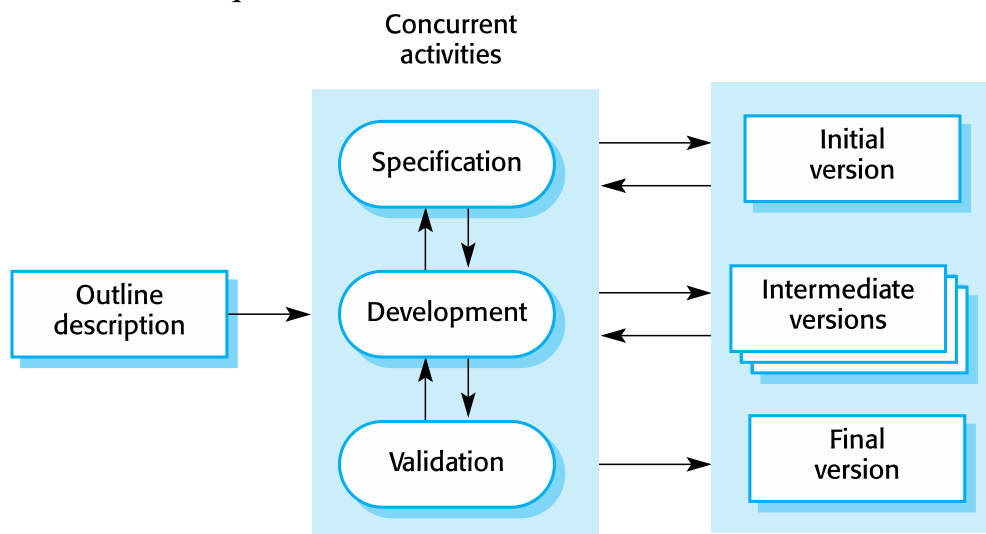 Concurrent
activities
Specification
Initial
version
Outline
description
Development
Intermediate
versions
Validation
Final
version